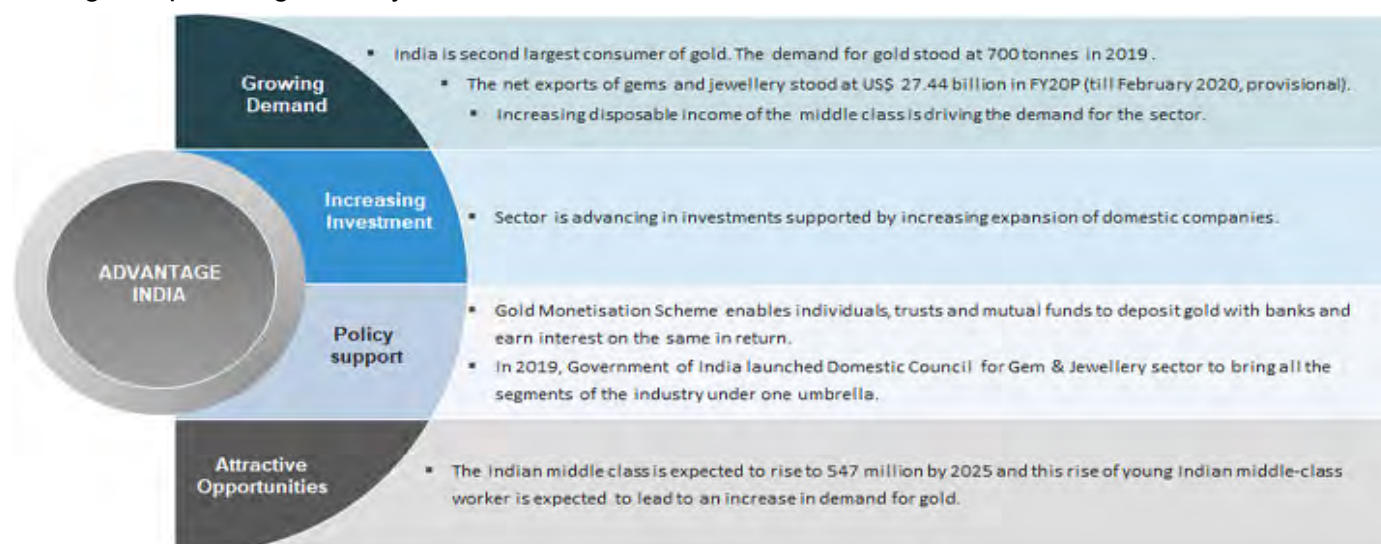 Growing
Demand
▪ India is second largest consumer of gold. The demand for gold stood at 700 tonnes in 2019.
▪ The net exports of gems and jewellery stood at US$ 27.44 billion in FY20P (till February 2020, provisional).
▪ Increasing disposable income of the middle class is driving the demand for the sector.
ADVANTAGE
INDIA
Increasing
Investment
▪ Sector is advancing in investments supported by increasing expansion of domestic companies.
Policy
support
▪ Gold Monetisation Scheme enables individuals, trusts and mutual funds to deposit gold with banks and
earn interest on the same in return.
▪ In 2019, Government of India launched Domestic Council for Gem & Jewellery sector to bring all the
segments of the industry under one umbrella.
Attractive
Opportunities
▪ The Indian middle class is expected to rise to 547 million by 2025 and this rise of young Indian middle-class
worker is expected to lead to an increase in demand for gold.